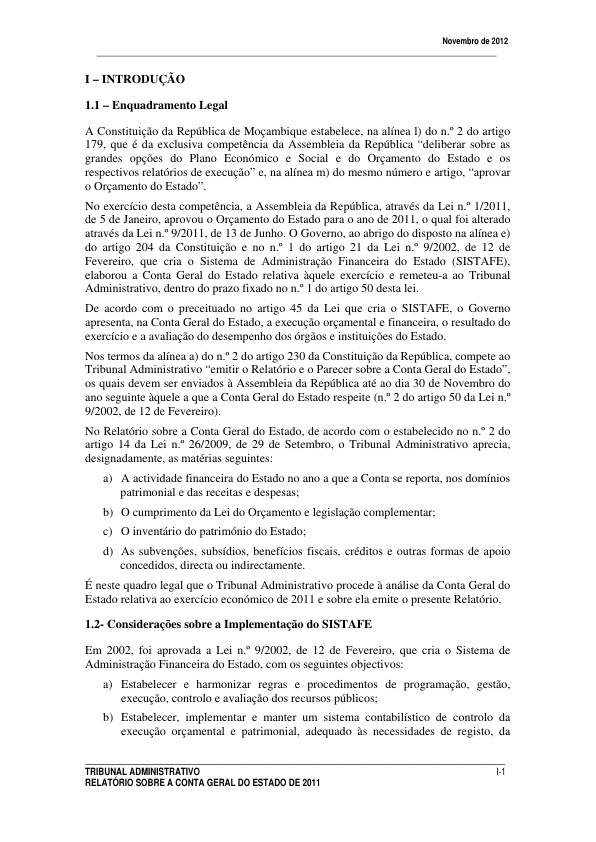 Novembro de 2012
I – INTRODUÇÃO
1.1 – Enquadramento Legal
A Constituição da República de Moçambique estabelece, na alínea l) do n.º 2 do artigo
179, que é da exclusiva competência da Assembleia da República “deliberar sobre as
grandes opções do Plano Económico e Social e do Orçamento do Estado e os
respectivos relatórios de execução” e, na alínea m) do mesmo número e artigo, “aprovar
o Orçamento do Estado”.
No exercício desta competência, a Assembleia da República, através da Lei n.º 1/2011,
de 5 de Janeiro, aprovou o Orçamento do Estado para o ano de 2011, o qual foi alterado
através da Lei n.º 9/2011, de 13 de Junho. O Governo, ao abrigo do disposto na alínea e)
do artigo 204 da Constituição e no n.º 1 do artigo 21 da Lei n.º 9/2002, de 12 de
Fevereiro, que cria o Sistema de Administração Financeira do Estado (SISTAFE),
elaborou a Conta Geral do Estado relativa àquele exercício e remeteu-a ao Tribunal
Administrativo, dentro do prazo fixado no n.º 1 do artigo 50 desta lei.
De acordo com o preceituado no artigo 45 da Lei que cria o SISTAFE, o Governo
apresenta, na Conta Geral do Estado, a execução orçamental e financeira, o resultado do
exercício e a avaliação do desempenho dos órgãos e instituições do Estado.
Nos termos da alínea a) do n.º 2 do artigo 230 da Constituição da República, compete ao
Tribunal Administrativo “emitir o Relatório e o Parecer sobre a Conta Geral do Estado”,
os quais devem ser enviados à Assembleia da República até ao dia 30 de Novembro do
ano seguinte àquele a que a Conta Geral do Estado respeite (n.º 2 do artigo 50 da Lei n.º
9/2002, de 12 de Fevereiro).
No Relatório sobre a Conta Geral do Estado, de acordo com o estabelecido no n.º 2 do
artigo 14 da Lei n.º 26/2009, de 29 de Setembro, o Tribunal Administrativo aprecia,
designadamente, as matérias seguintes:
a) A actividade financeira do Estado no ano a que a Conta se reporta, nos domínios
patrimonial e das receitas e despesas;
b) O cumprimento da Lei do Orçamento e legislação complementar;
c) O inventário do património do Estado;
d) As subvenções, subsídios, benefícios fiscais, créditos e outras formas de apoio
concedidos, directa ou indirectamente.
É neste quadro legal que o Tribunal Administrativo procede à análise da Conta Geral do
Estado relativa ao exercício económico de 2011 e sobre ela emite o presente Relatório.
1.2- Considerações sobre a Implementação do SISTAFE
Em 2002, foi aprovada a Lei n.º 9/2002, de 12 de Fevereiro, que cria o Sistema de
Administração Financeira do Estado, com os seguintes objectivos:
a) Estabelecer e harmonizar regras e procedimentos de programação, gestão,
execução, controlo e avaliação dos recursos públicos;
b) Estabelecer, implementar e manter um sistema contabilístico de controlo da
execução orçamental e patrimonial, adequado às necessidades de registo, da
TRIBUNAL ADMINISTRATIVO I-1
RELATÓRIO SOBRE A CONTA GERAL DO ESTADO DE 2011